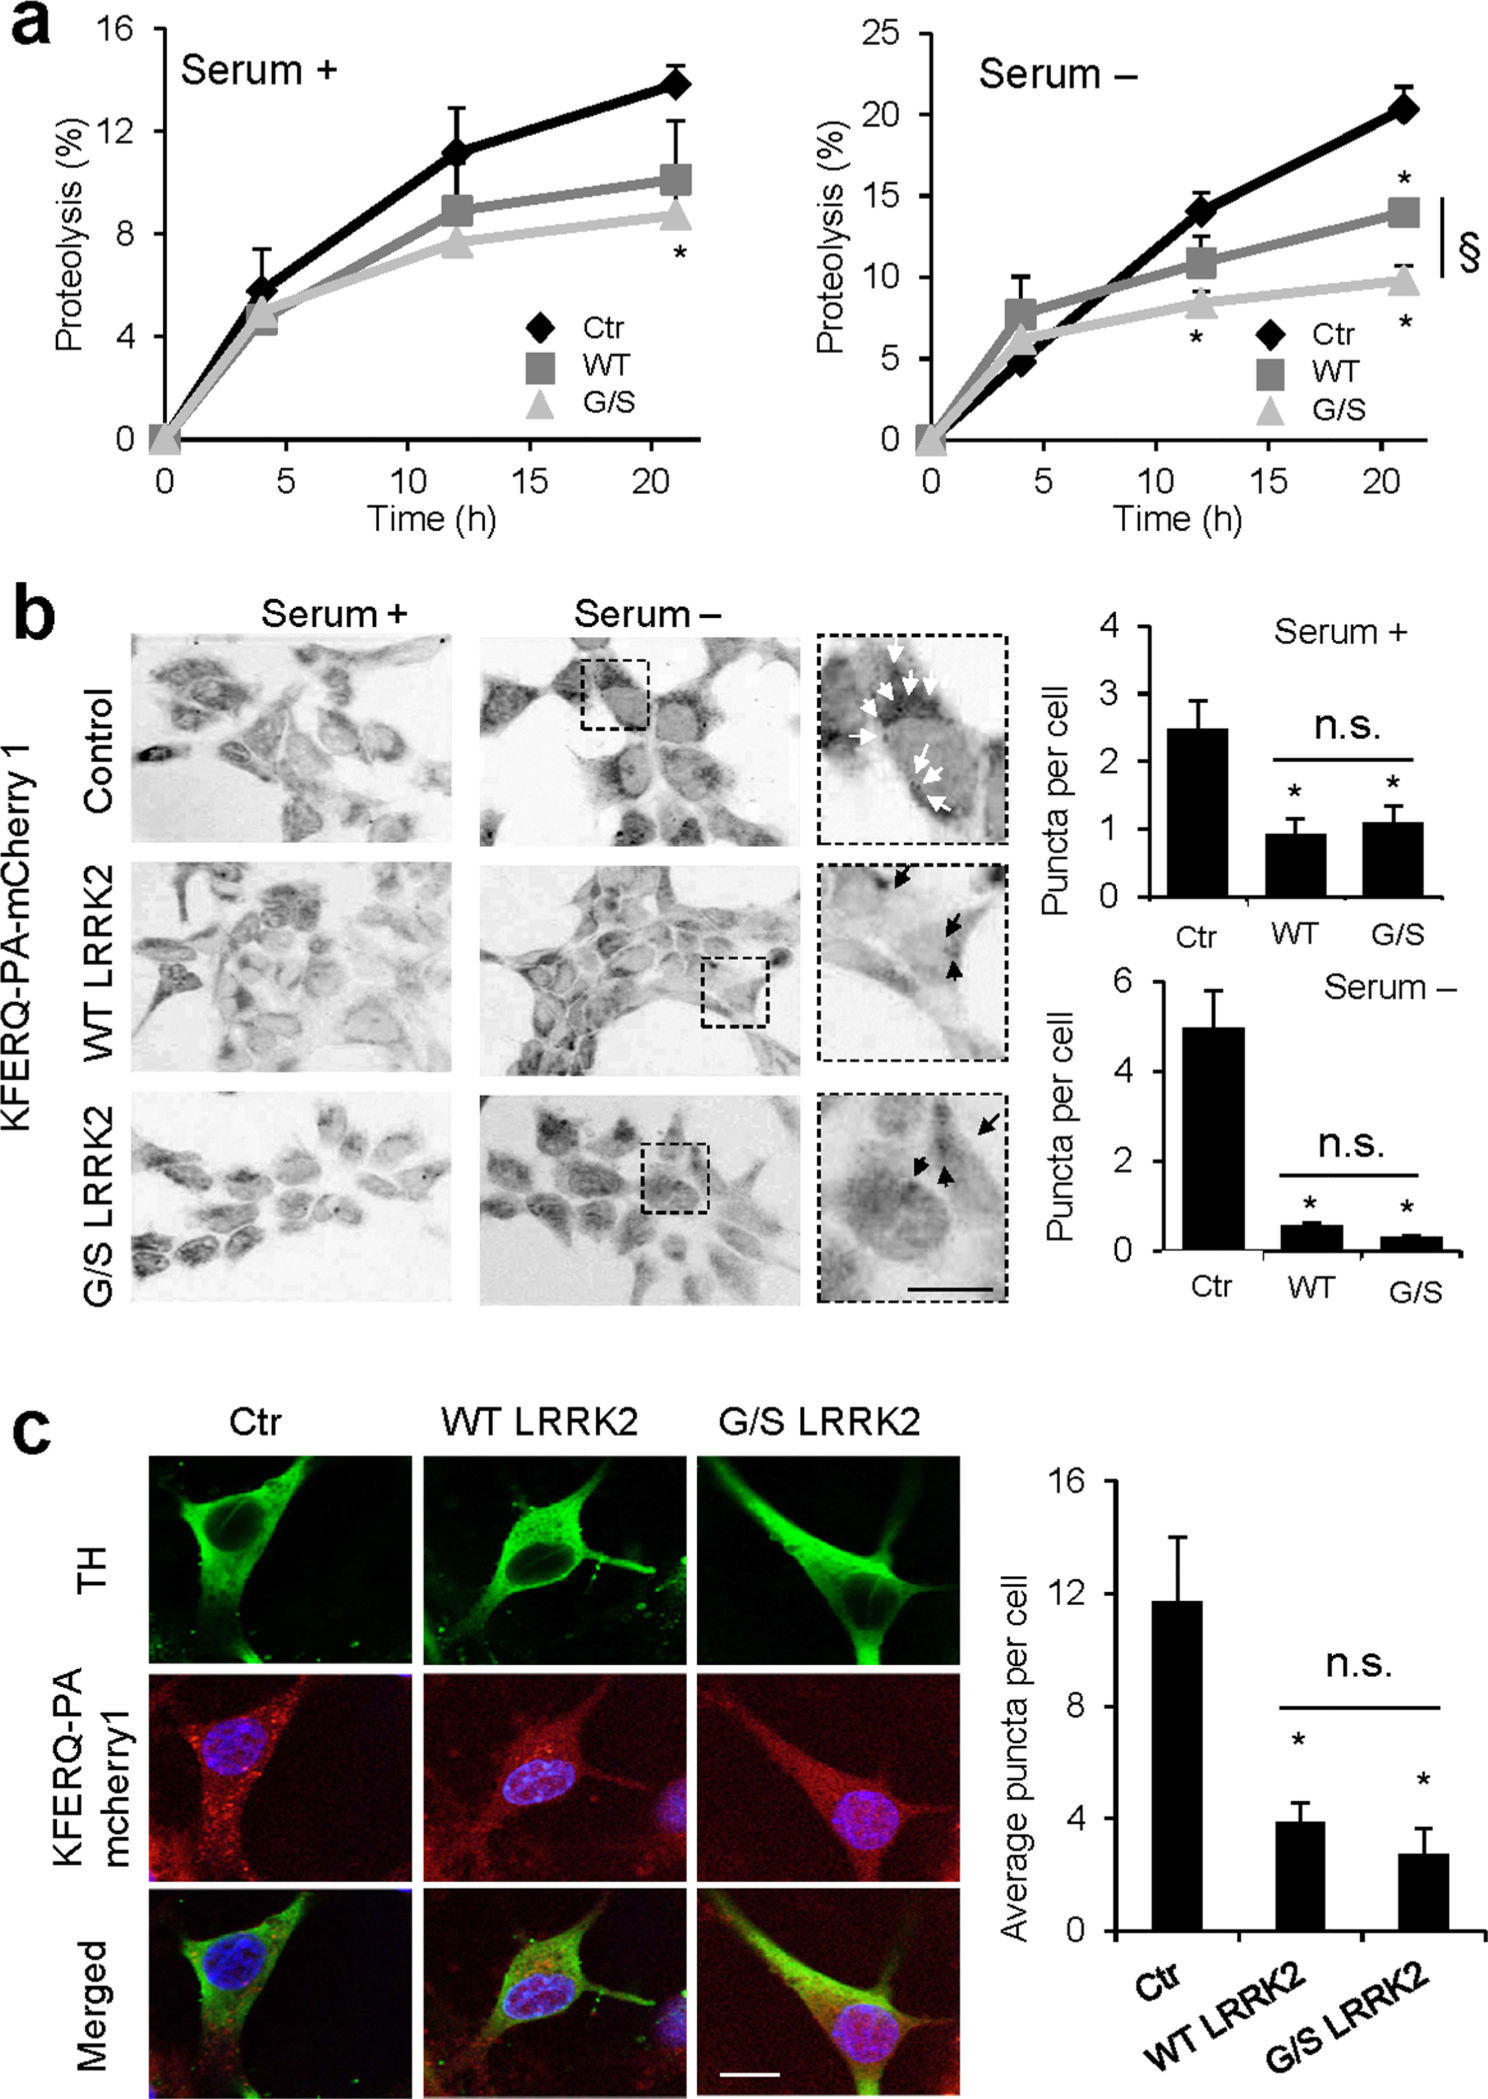 a
Serum +
Proteolysis (%)
16
12
8
4
0
0 5 10 15 20
Time (h)
Ctr
WT
G/S
*
Serum –
Proteolysis (%)
25
20
15
10
5
0
0 5 10 15 20
Time (h)
Ctr
WT
G/S
*
*
*
§
b
KFERQ-PA-mCherry 1
Serum +
Serum –
Control
WT LRRK2
G/S LRRK2
Serum +
Puncta per cell
4
3
2
1
0
n.s.
*
*
Ctr
WT
G/S
Serum –
Puncta per cell
6
4
2
0
n.s.
*
*
Ctr
WT
G/S
c
Ctr
WT LRRK2
G/S LRRK2
TH
KFERQ-PA
mcherry1
Merged
Average puncta per cell
16
12
8
4
0
n.s.
*
*
Ctr
WT LRRK2
G/S LRRK2